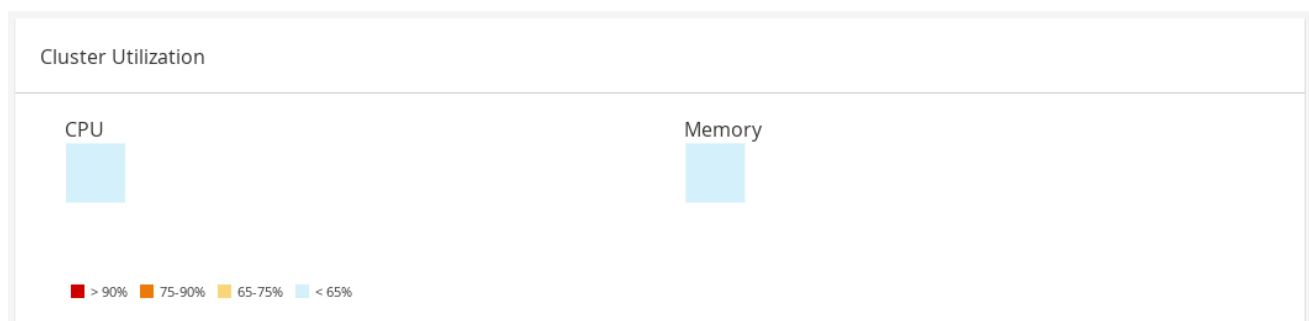 Cluster Utilization
CPU
Memory
> 90% 75-90% 65-75% < 65%